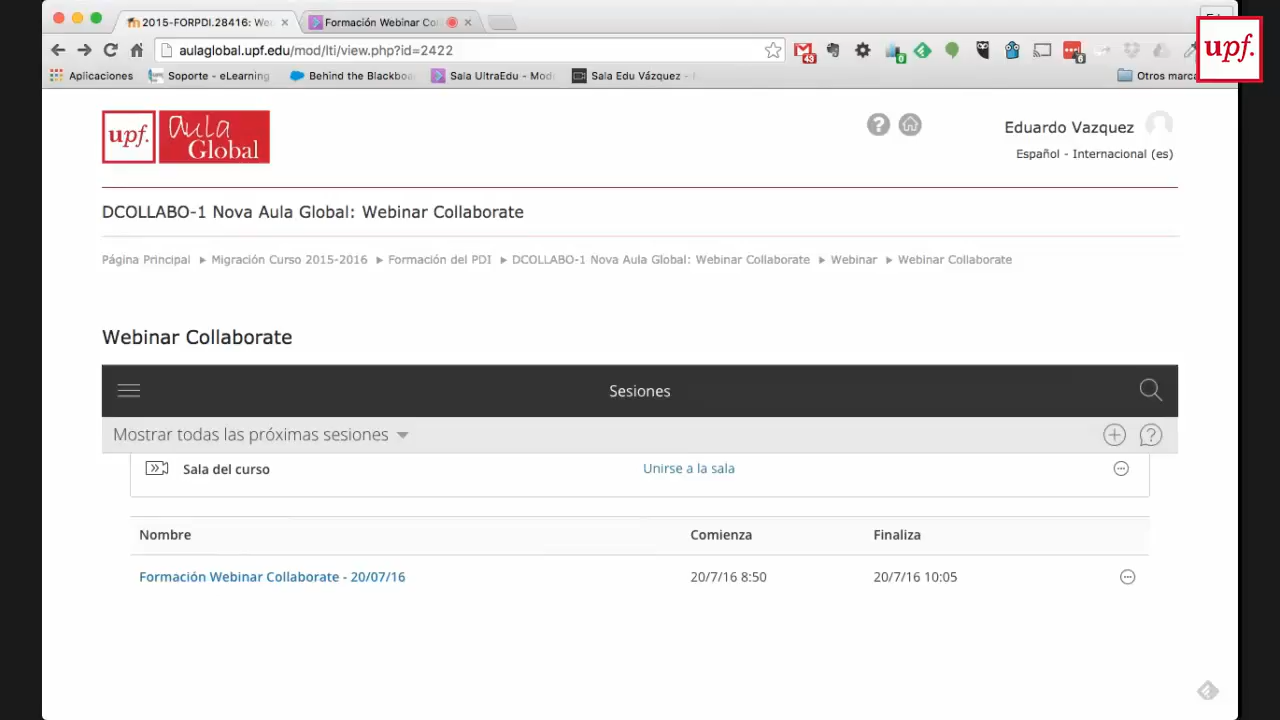 2015-FORPDI.28416: We
Formación Webinar Co
aulaglobal.upf.edu/mod/lti/view.php?id=2422
43
0
6
Aplicaciones
Soporte - eLearning
Behind the Blackbo
Sala UltraEdu - Mod
Sala Edu Vázquez -
Otros marca
upf.
upf.
Aula Global
Eduardo Vazquez
Español - Internacional (es)
DCOLLABO-1 Nova Aula Global: Webinar Collaborate
Página Principal ▶ Migración Curso 2015-2016 ▶ Formación del PDI ▶ DCOLLABO-1 Nova Aula Global: Webinar Collaborate ▶ Webinar ▶ Webinar Collaborate
Webinar Collaborate
Sesiones
Mostrar todas las próximas sesiones
Sala del curso
Unirse a la sala
Nombre Comienza Finaliza
Formación Webinar Collaborate - 20/07/16 20/7/16 8:50 20/7/16 10:05